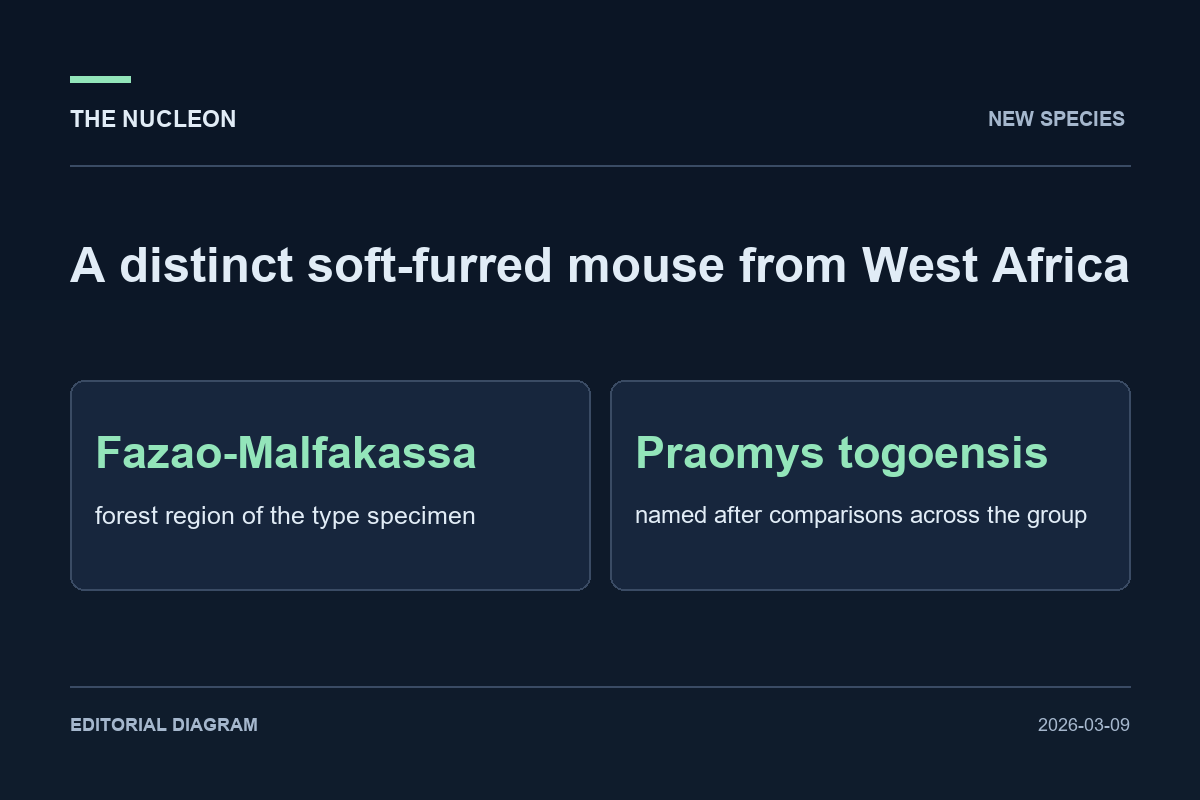 THE NUCLEON
NEW SPECIES
A distinct soft-furred mouse from West Africa
Fazao-Malfakassa
forest region of the type specimen
Praomys togoensis
named after comparisons across the group
EDITORIAL DIAGRAM
2026-03-09